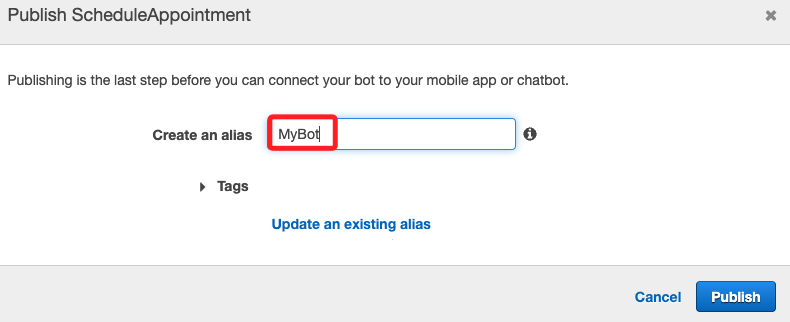 Publish ScheduleAppointment
Publishing is the last step before you can connect your bot to your mobile app or chatbot.
Create an alias MyBot
Tags
Update an existing alias
Cancel Publish